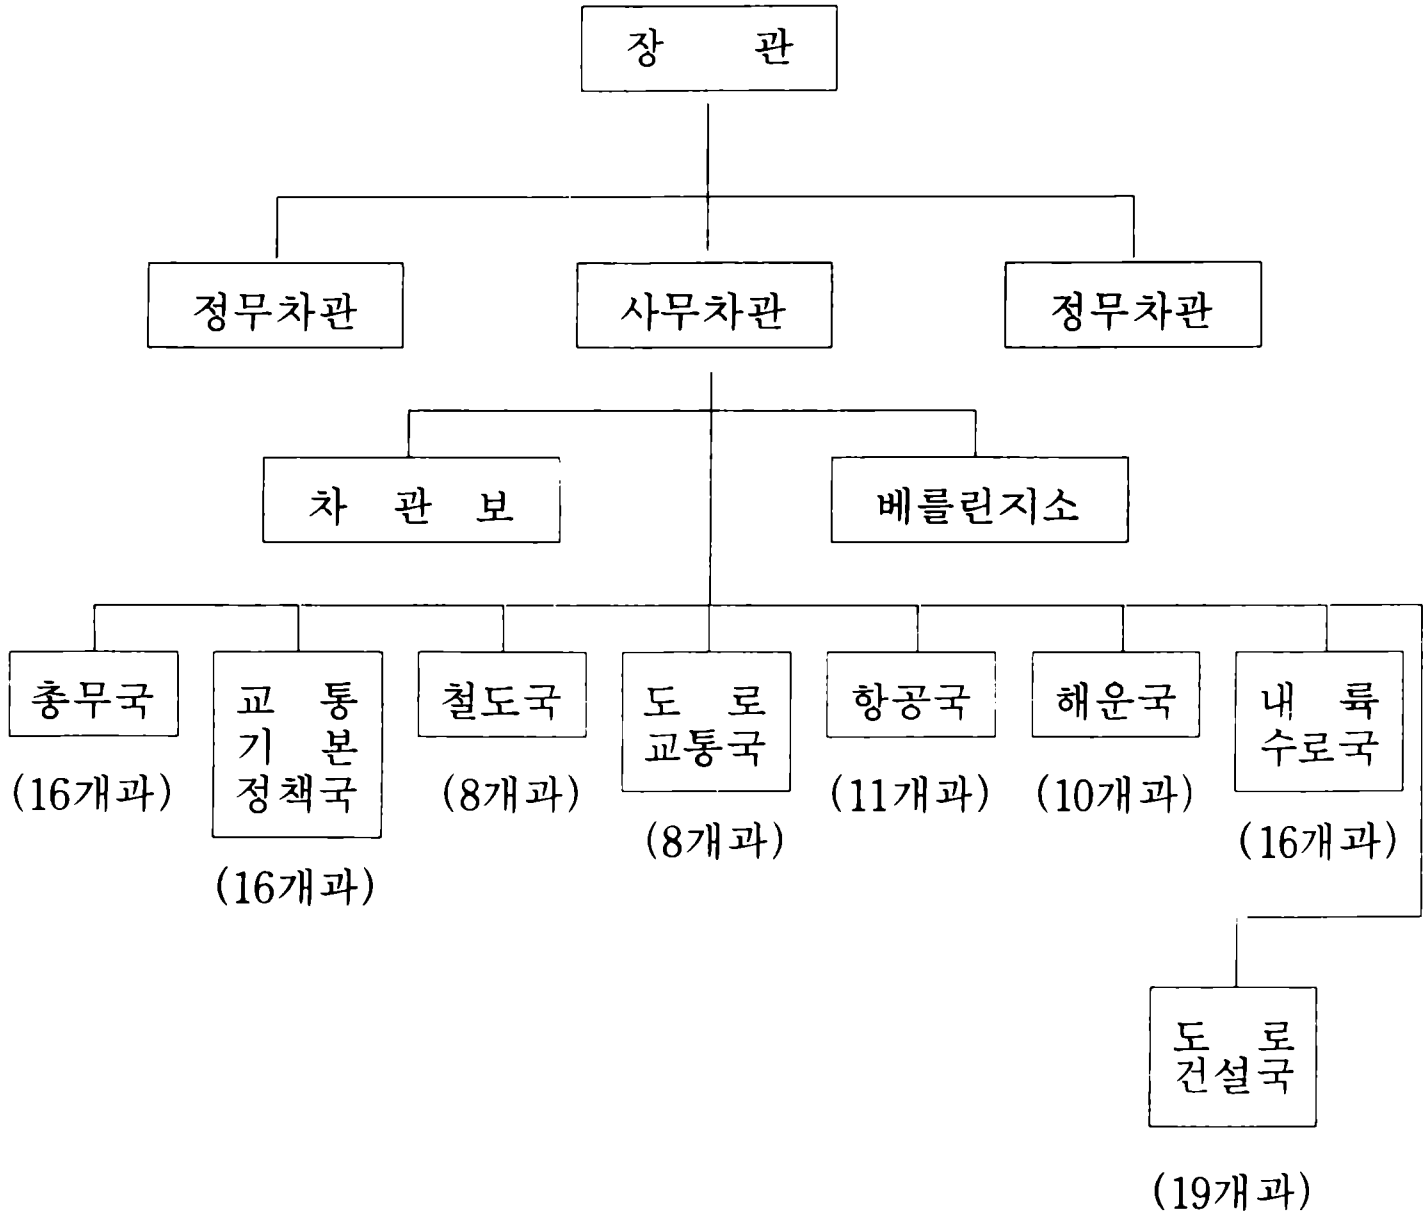 장 관
정무차관
사무차관
정무차관
차 관 보
베를린지소
총무국
(16개과)
교 통
기 본
정책국
(16개과)
철도국
(8개과)
도 로
교통국
(8개과)
항공국
(11개과)
해운국
(10개과)
내 륙
수로국
(16개과)
도 로
건설국
(19개과)